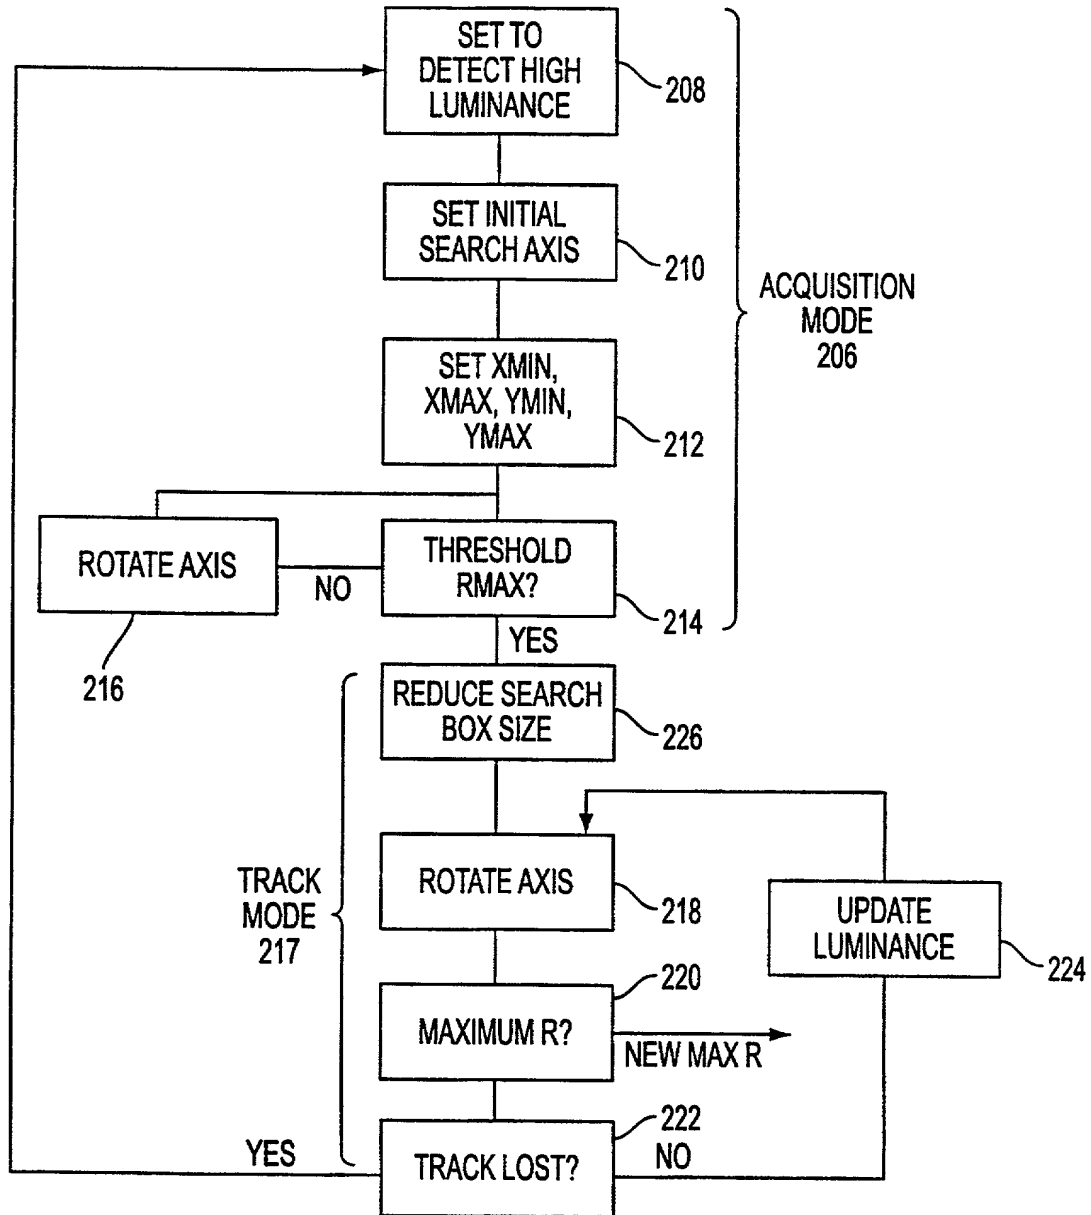 SET TO
DETECT HIGH
LUMINANCE
208
SET INITIAL
SEARCH AXIS
210
ACQUISITION
MODE
206
SET XMIN,
XMAX, YMIN,
YMAX
212
ROTATE AXIS
216
NO
THRESHOLD
RMAX?
214
YES
REDUCE SEARCH
BOX SIZE
226
TRACK
MODE
217
ROTATE AXIS
218
UPDATE
LUMINANCE
224
MAXIMUM R?
220
NEW MAX R
TRACK LOST?
222
YES
NO